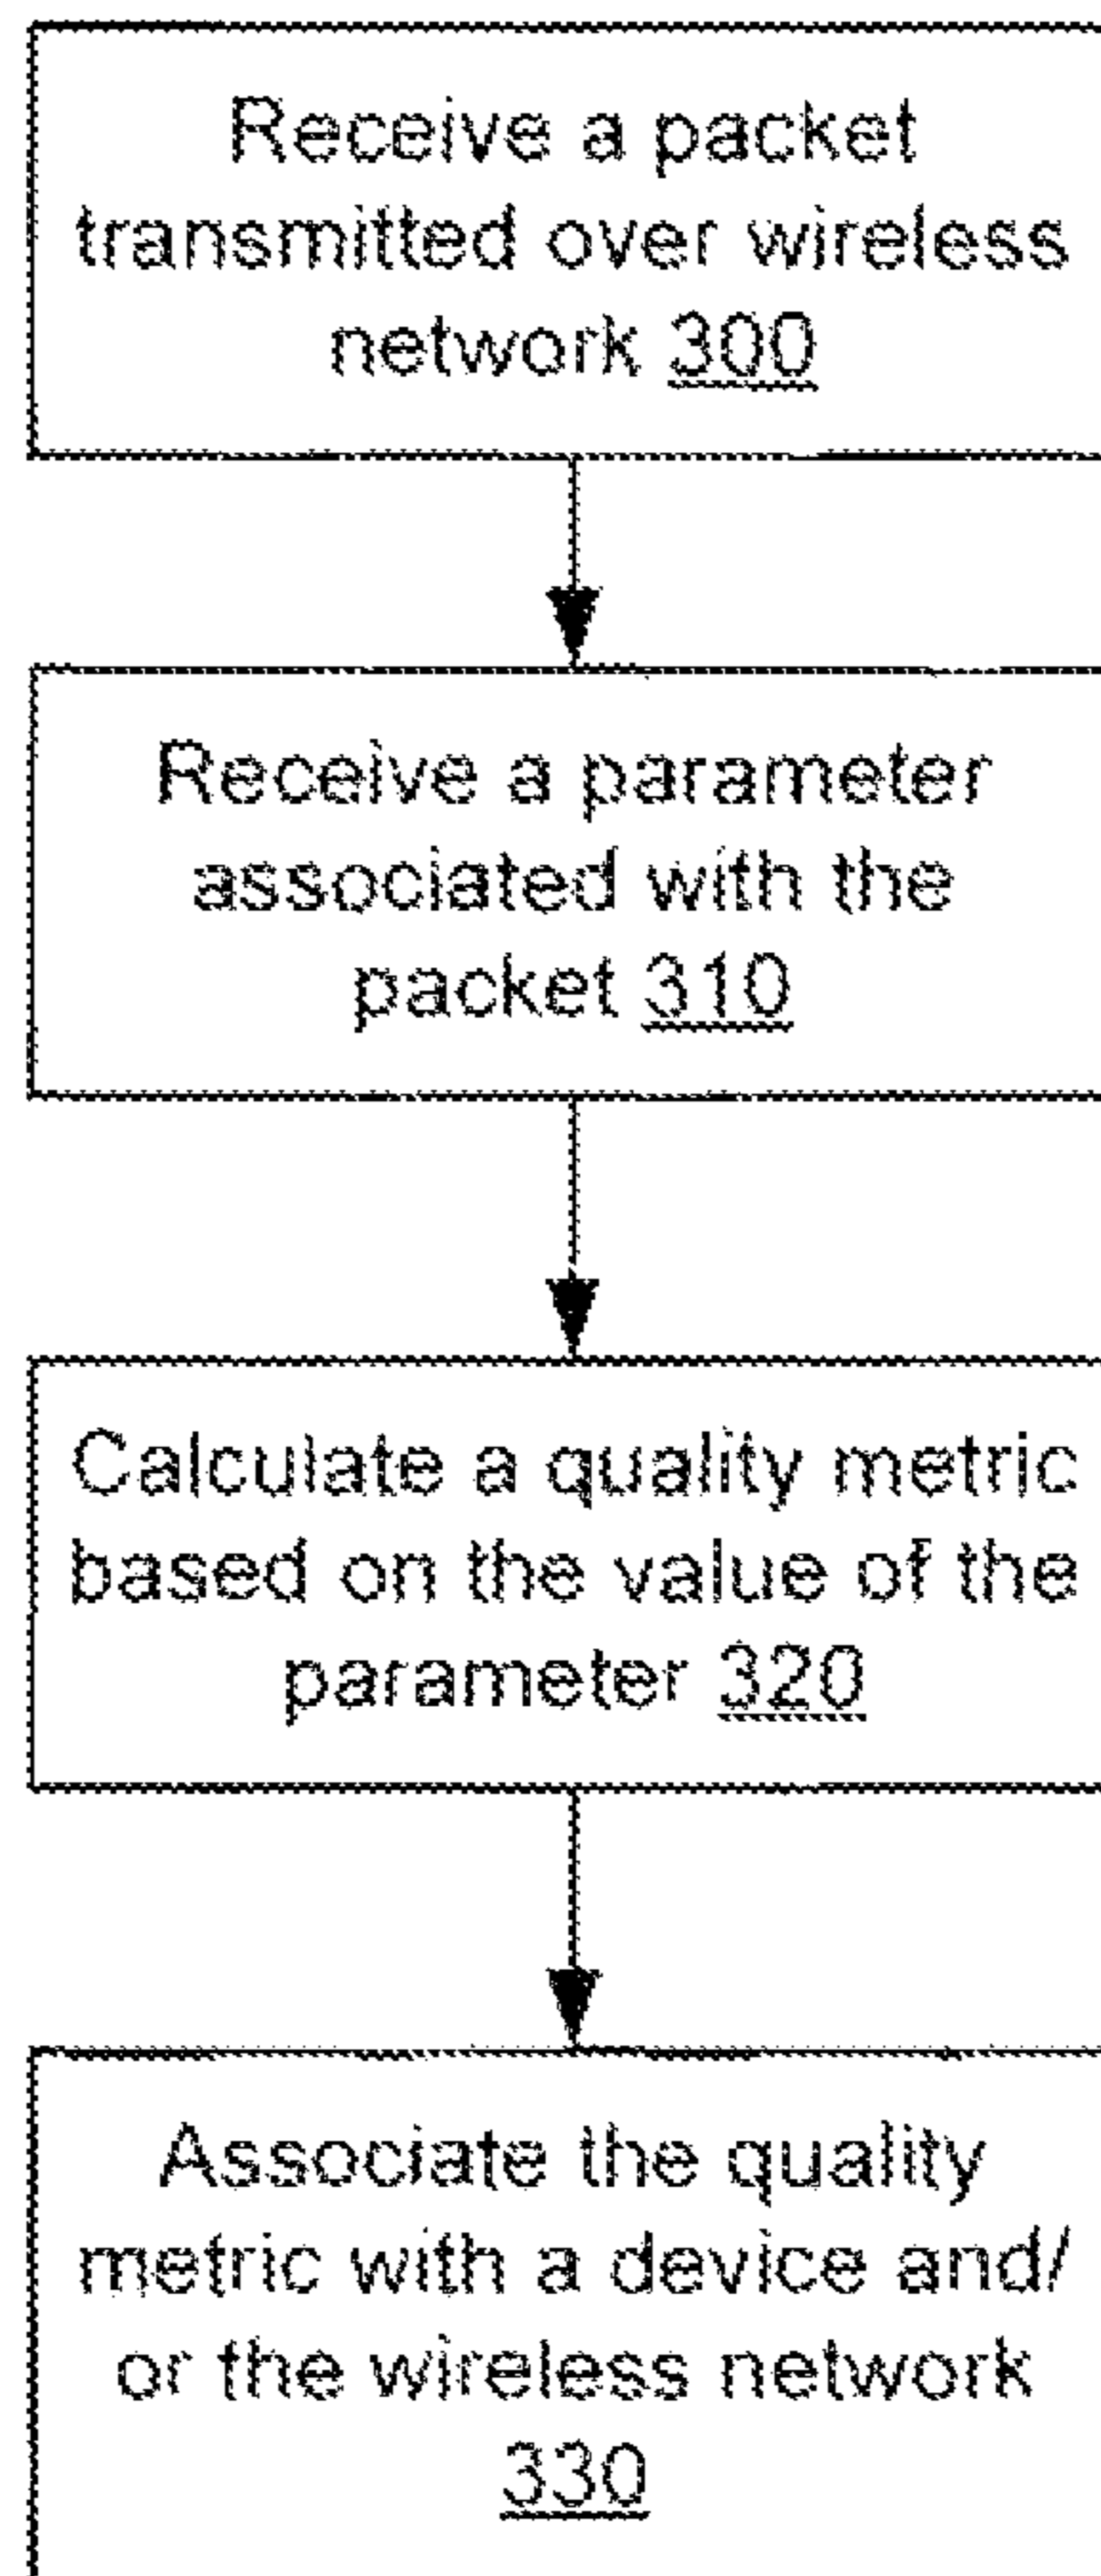 Receive a packet
transmitted over wireless
network 300
Receive a parameter
associated with the
packet 310
Calculate a quality metric
based on the value of the
parameter 320
Associate the quality
metric with a device and/
or the wireless network
330